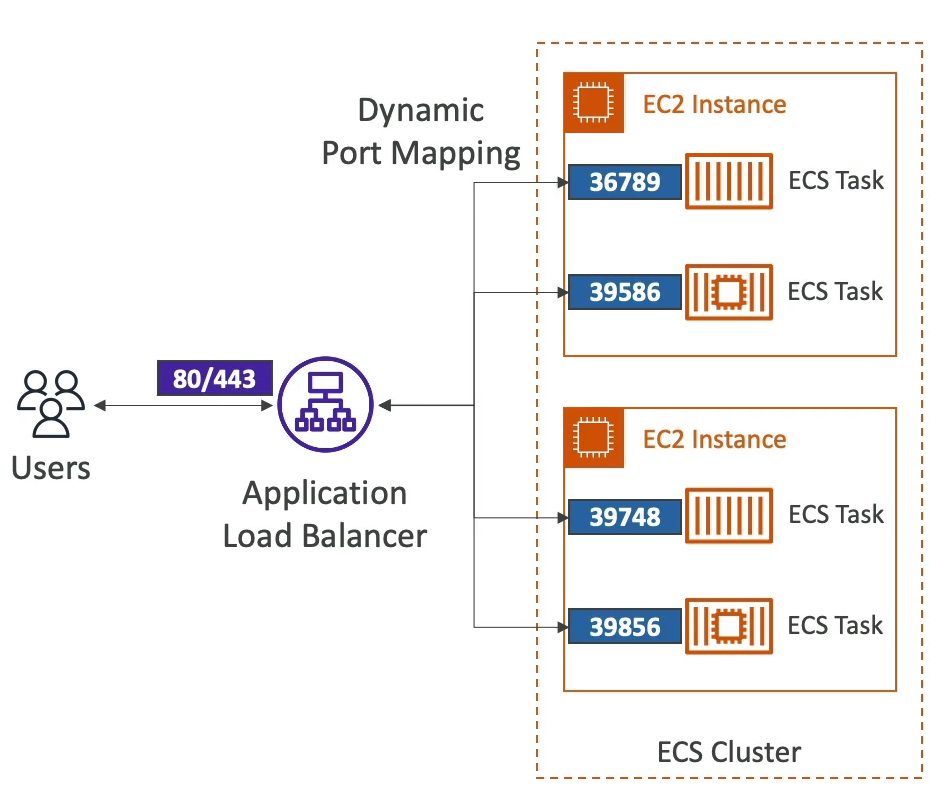 Dynamic
Port Mapping
80/443
Users
Application
Load Balancer
EC2 Instance
36789
ECS Task
39586
ECS Task
EC2 Instance
39748
ECS Task
39856
ECS Task
ECS Cluster